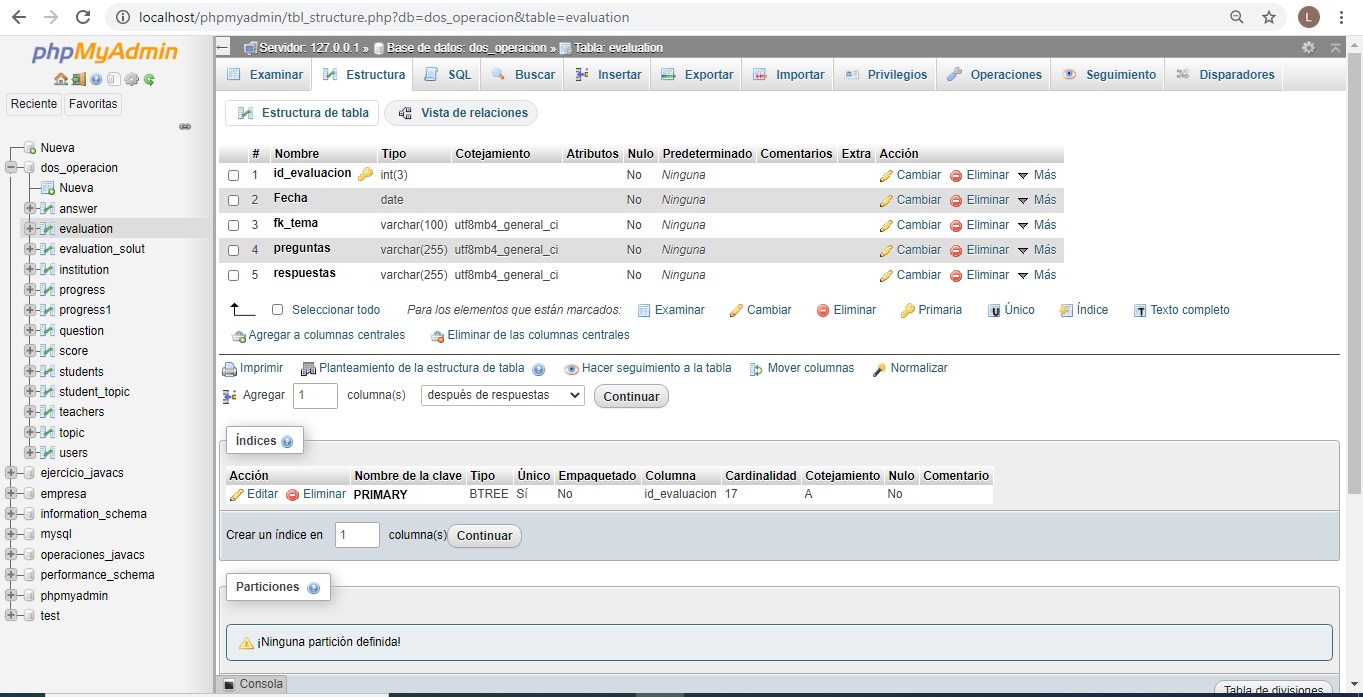 localhost/phpmyadmin/tbl_structure.php?db=dos_operacion&table=evaluation
L
phpMyAdmin
Reciente Favoritas
Nueva
dos_operacion
Nueva
answer
evaluation
evaluation_solut
institution
progress
progress1
question
score
students
student_topic
teachers
topic
users
ejercicio_javacs
empresa
information_schema
mysql
operaciones_javacs
performance_schema
phpmyadmin
test
Servidor: 127.0.0.1 » Base de datos: dos_operacion » Tabla: evaluation
Examinar Estructura SQL Buscar Insertar Exportar Importar Privilegios Operaciones Seguimiento Disparadores
Estructura de tabla Vista de relaciones
# Nombre Tipo Cotejamiento Atributos Nulo Predeterminado Comentarios Extra Acción
1 id_evaluacion int(3) No Ninguna Cambiar Eliminar Más
2 Fecha date No Ninguna Cambiar Eliminar Más
3 fk_tema varchar(100) utf8mb4_general_ci No Ninguna Cambiar Eliminar Más
4 preguntas varchar(255) utf8mb4_general_ci No Ninguna Cambiar Eliminar Más
5 respuestas varchar(255) utf8mb4_general_ci No Ninguna Cambiar Eliminar Más
Seleccionar todo Para los elementos que están marcados: Examinar Cambiar Eliminar Primaria Único Índice Texto completo
Agregar a columnas centrales Eliminar de las columnas centrales
Imprimir Planteamiento de la estructura de tabla Hacer seguimiento a la tabla Mover columnas Normalizar
Agregar 1 columna(s) después de respuestas Continuar
Índices
Acción Nombre de la clave Tipo Único Empaquetado Columna Cardinalidad Cotejamiento Nulo Comentario
Editar Eliminar PRIMARY BTREE Sí No id_evaluacion 17 A No
Crear un índice en 1 columna(s) Continuar
Particiones
¡Ninguna partición definida!
Consola
Tabla de divisiones